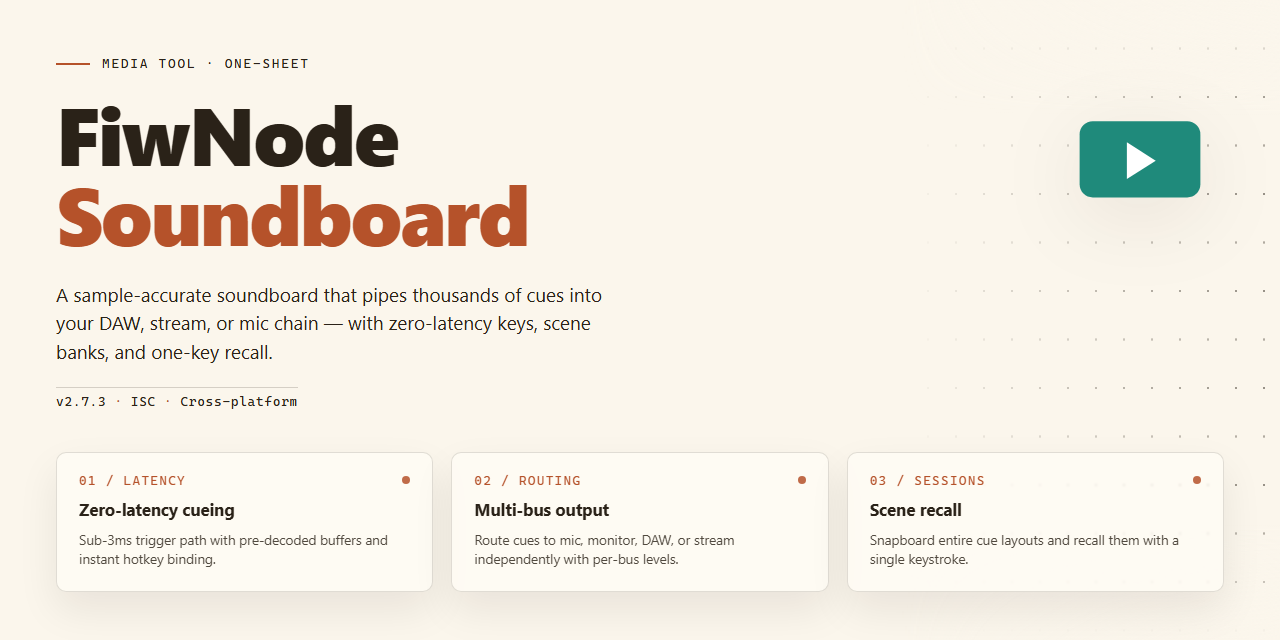 MEDIA TOOL · ONE-SHEET
FiwNode
Soundboard
A sample-accurate soundboard that pipes thousands of cues into
your DAW, stream, or mic chain — with zero-latency keys, scene
banks, and one-key recall.
v2.7.3 · ISC · Cross-platform
01 / LATENCY
Zero-latency cueing
Sub-3ms trigger path with pre-decoded buffers and
instant hotkey binding.
02 / ROUTING
Multi-bus output
Route cues to mic, monitor, DAW, or stream
independently with per-bus levels.
03 / SESSIONS
Scene recall
Snapboard entire cue layouts and recall them with a
single keystroke.